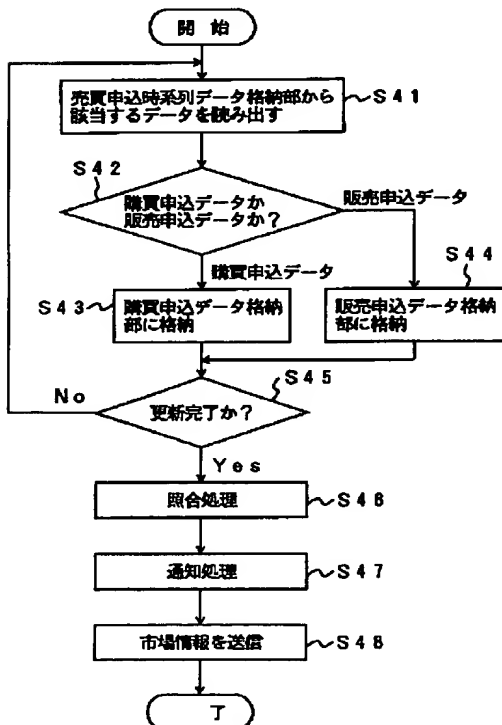 開 始
売買申込時系列データ格納部から
該当するデータを読み出す
S41
S42
購買申込データか
販売申込データか?
販売申込データ
購買申込データ
S43
購買申込データ格納
部に格納
S44
販売申込データ格納
部に格納
S45
更新完了か?
No
Yes
照合処理
S46
通知処理
S47
市場情報を送信
S48
了